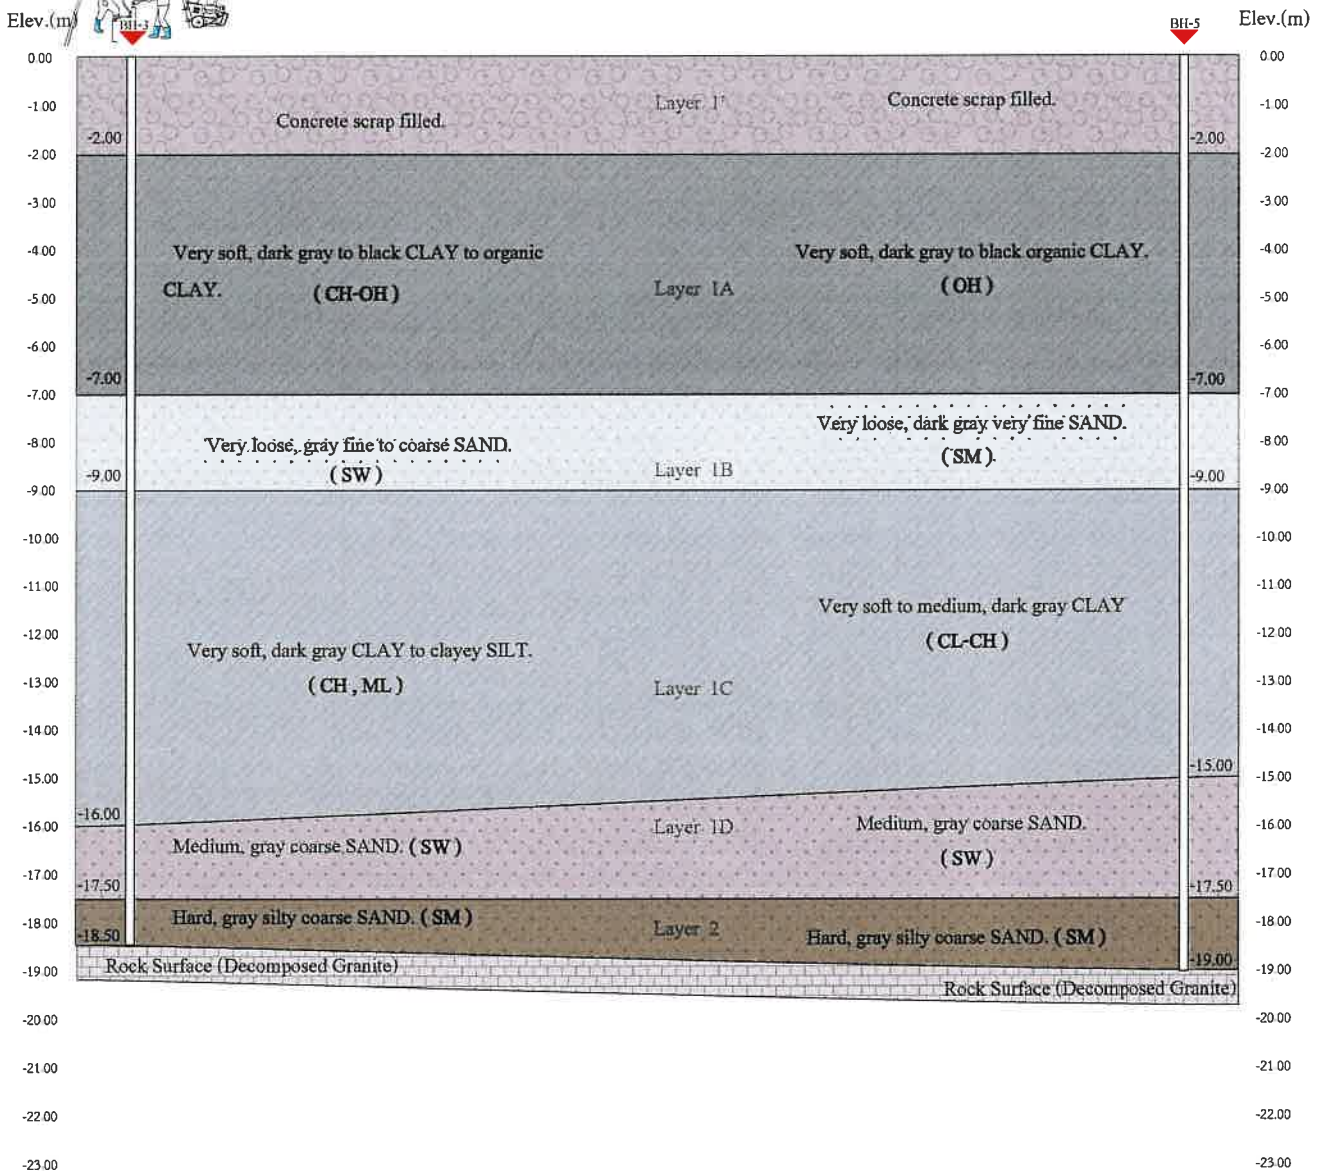 Elev.(m)
BH-3
BH-5
Elev.(m)
0.00
0.00
-1.00
Concrete scrap filled.
Layer 1'
Concrete scrap filled.
-1.00
-2.00
-2.00
-2.00
-2.00
-3.00
-3.00
-4.00
Very soft, dark gray to black CLAY to organic
CLAY. (CH-OH)
Layer 1A
Very soft, dark gray to black organic CLAY.
(OH)
-4.00
-5.00
-5.00
-6.00
-6.00
-7.00
-7.00
-7.00
-7.00
-8.00
Very loose, gray fine to coarse SAND.
(SW)
Layer 1B
Very loose, dark gray very fine SAND.
(SM).
-8.00
-9.00
-9.00
-9.00
-9.00
-10.00
-10.00
-11.00
-11.00
-12.00
Very soft, dark gray CLAY to clayey SILT.
(CH , ML)
Layer 1C
Very soft to medium, dark gray CLAY
(CL-CH)
-12.00
-13.00
-13.00
-14.00
-14.00
-15.00
-15.00
-15.00
-16.00
-16.00
Medium, gray coarse SAND. (SW)
Layer 1D
Medium, gray coarse SAND.
(SW)
-16.00
-17.00
-17.00
-17.50
-17.50
-18.00
Hard, gray silty coarse SAND. (SM)
Layer 2
Hard, gray silty coarse SAND. (SM)
-18.00
-18.50
-19.00
-19.00
Rock Surface (Decomposed Granite)
-19.00
Rock Surface (Decomposed Granite)
-20.00
-20.00
-21.00
-21.00
-22.00
-22.00
-23.00
-23.00